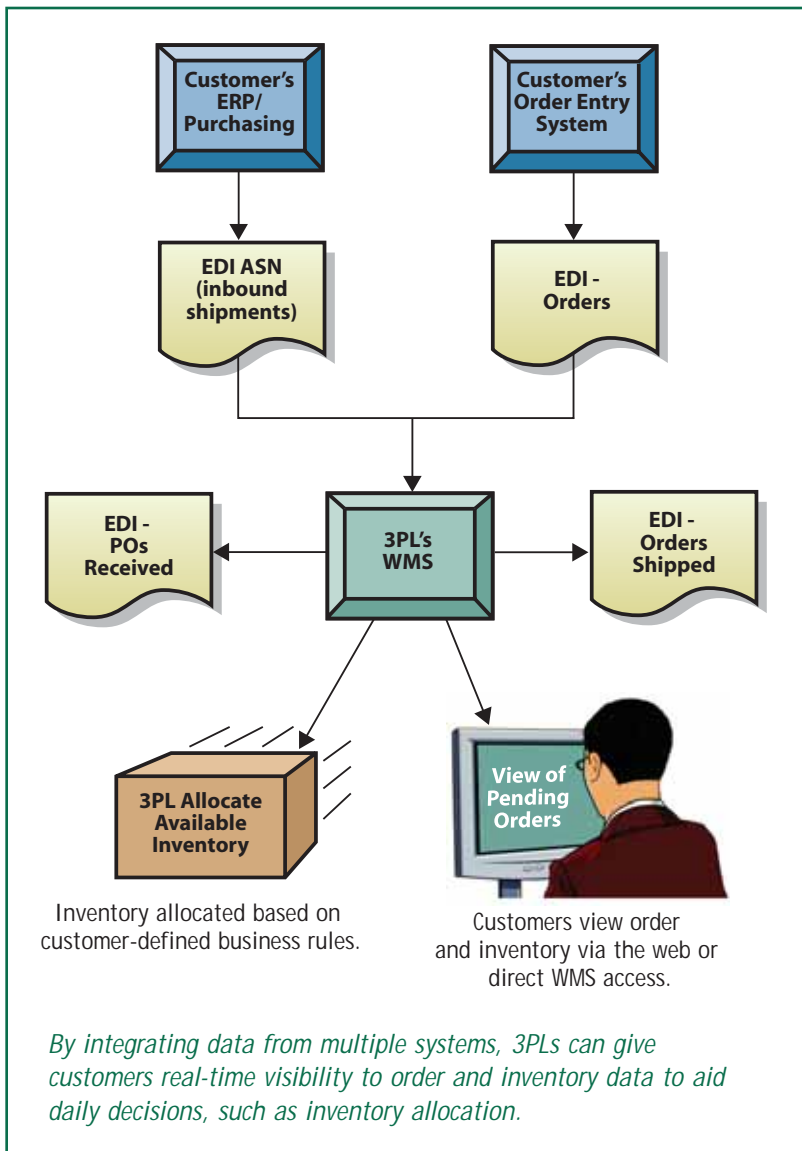 Customer's
ERP/
Purchasing
Customer's
Order Entry
System
EDI ASN
(inbound
shipments)
EDI -
Orders
EDI -
POs
Received
3PL's
WMS
EDI -
Orders
Shipped
3PL Allocate
Available
Inventory
View of
Pending
Orders
Inventory allocated based on
customer-defined business rules.
Customers view order
and inventory via the web or
direct WMS access.
By integrating data from multiple systems, 3PLs can give
customers real-time visibility to order and inventory data to aid
daily decisions, such as inventory allocation.